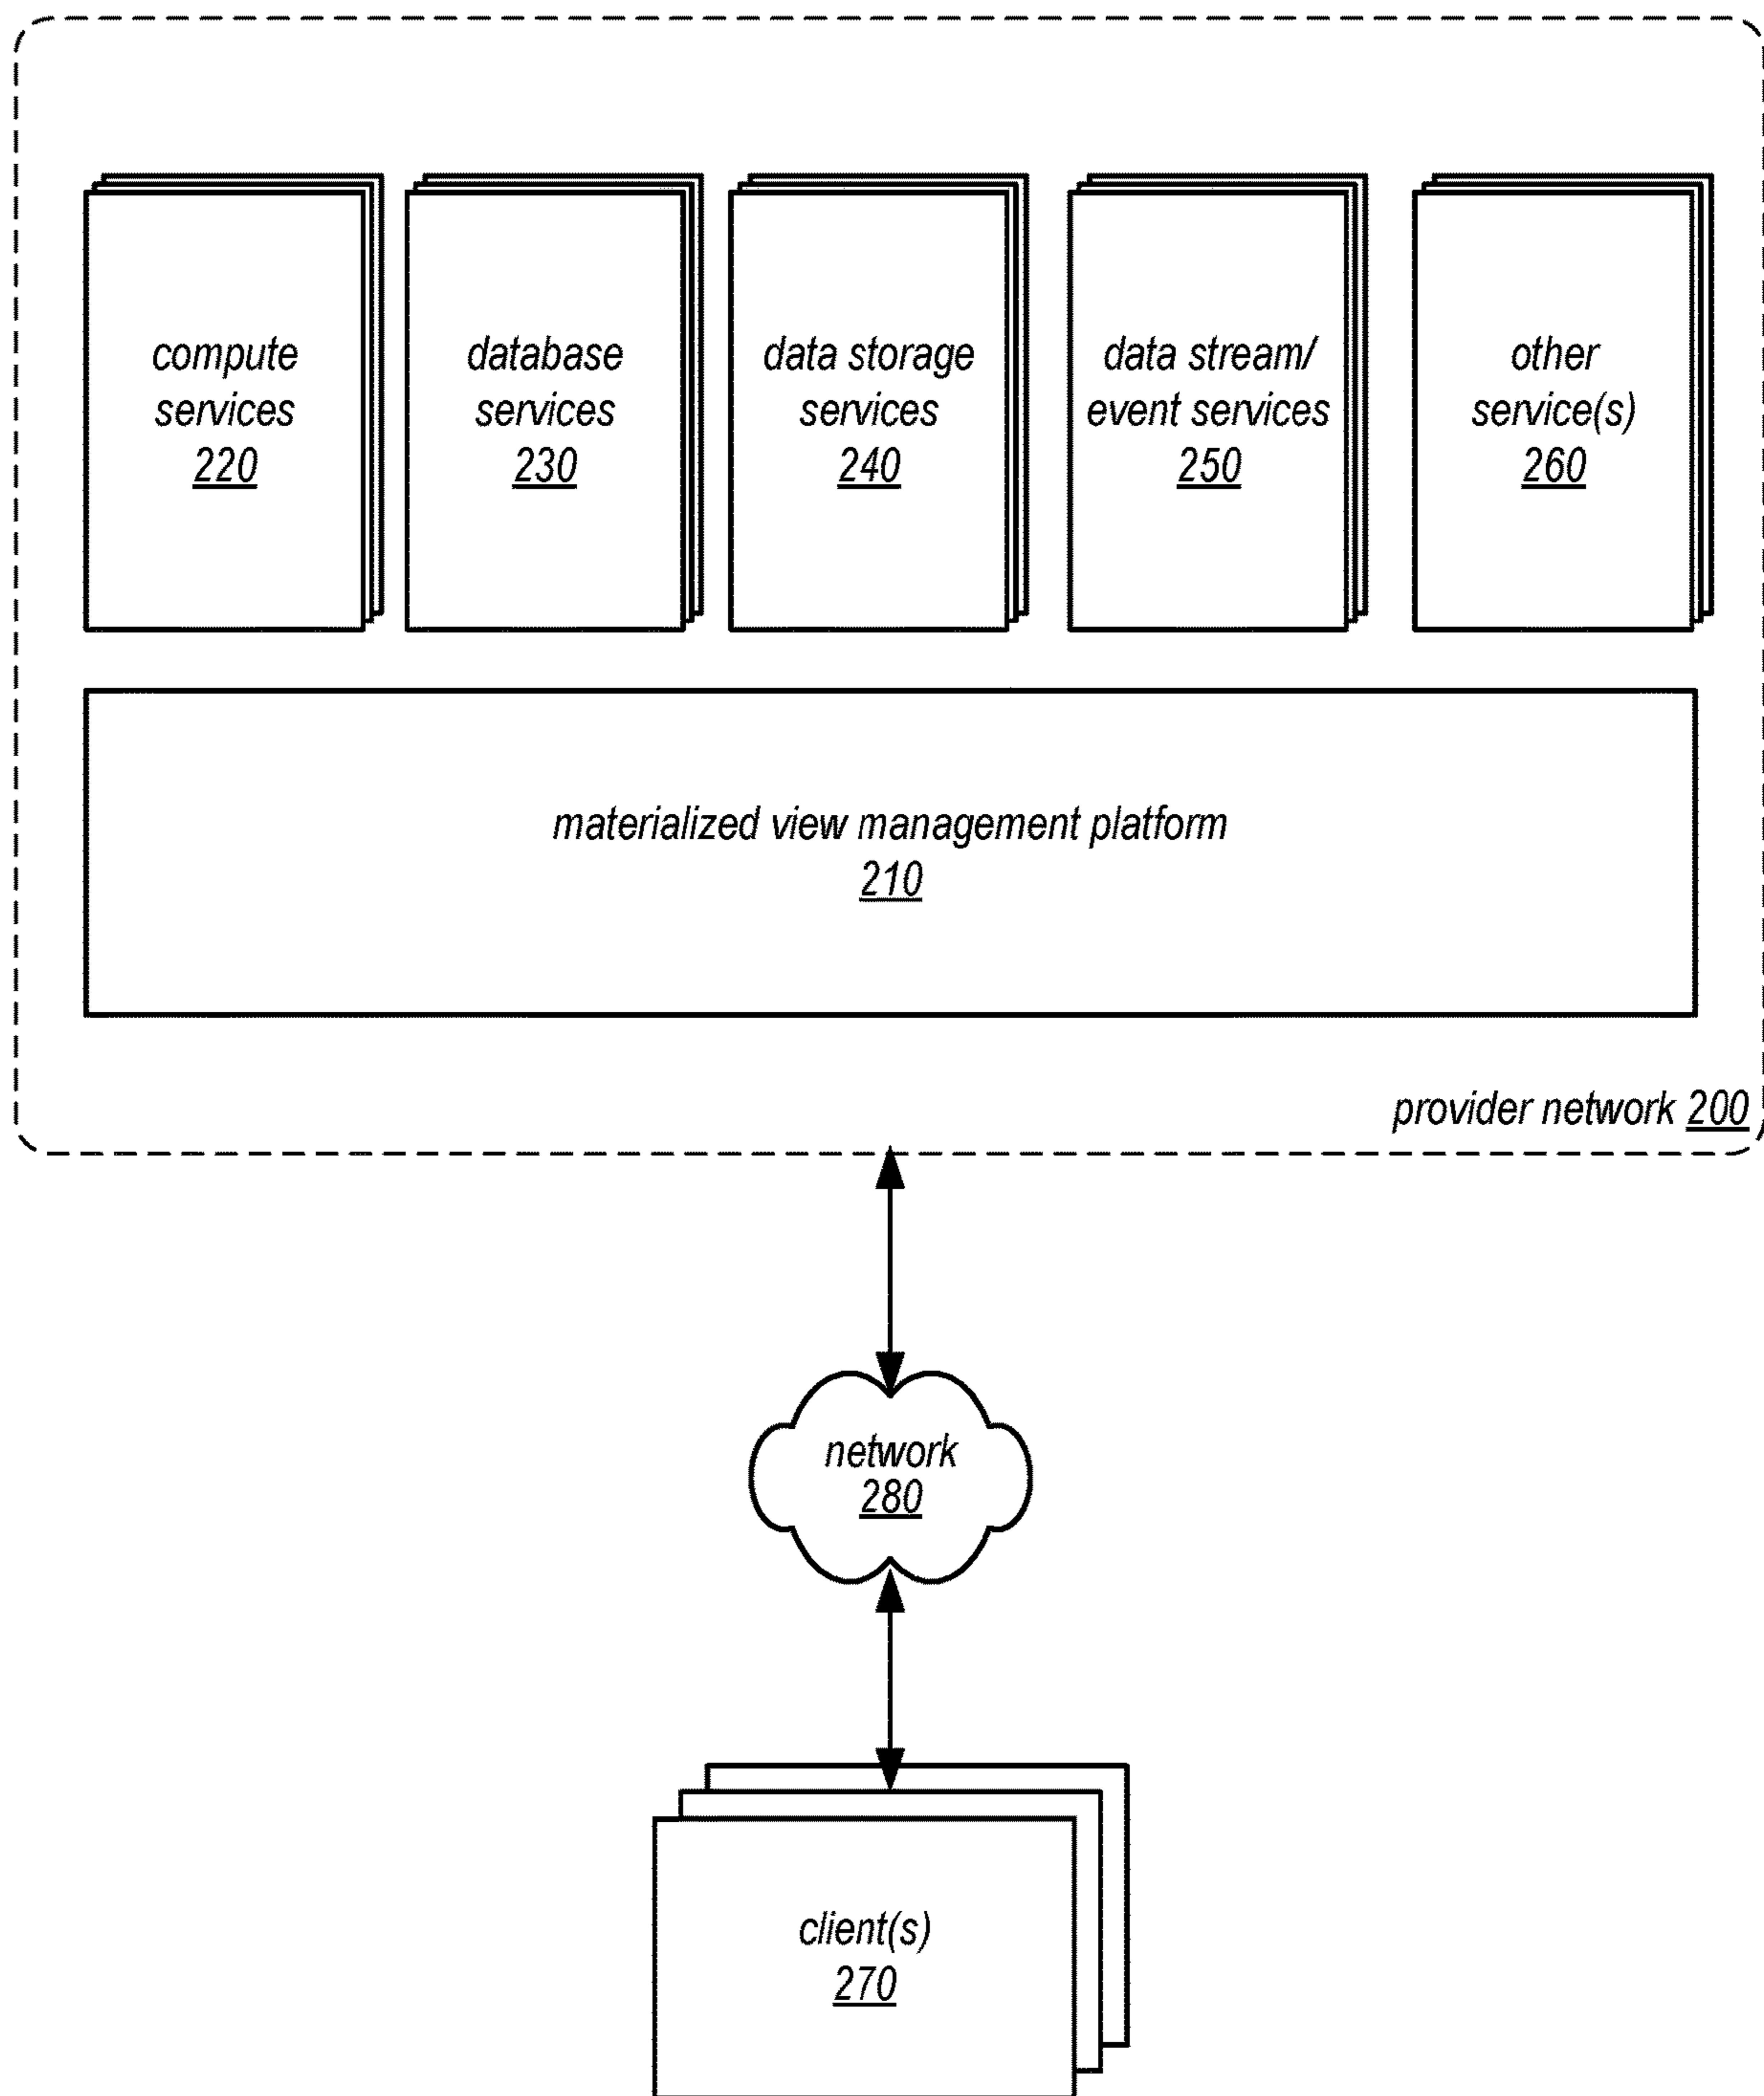 compute
services
220
database
services
230
data storage
services
240
data stream/
event services
250
other
service(s)
260
materialized view management platform
210
provider network 200
network
280
client(s)
270